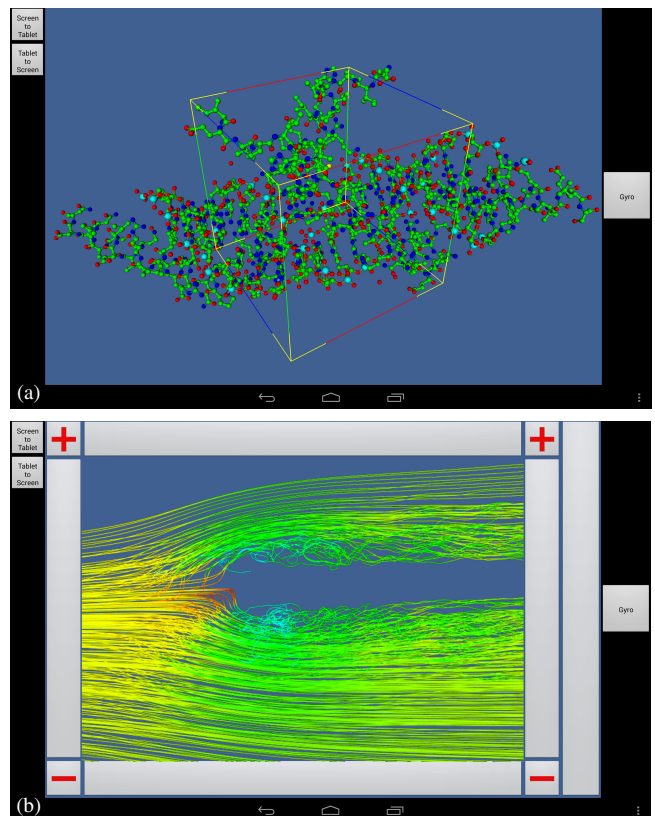 Screen
to
Tablet
Tablet
to
Screen
Gyro
(a)
Screen
to
Tablet
Tablet
to
Screen
+
+
Gyro
−
−
(b)